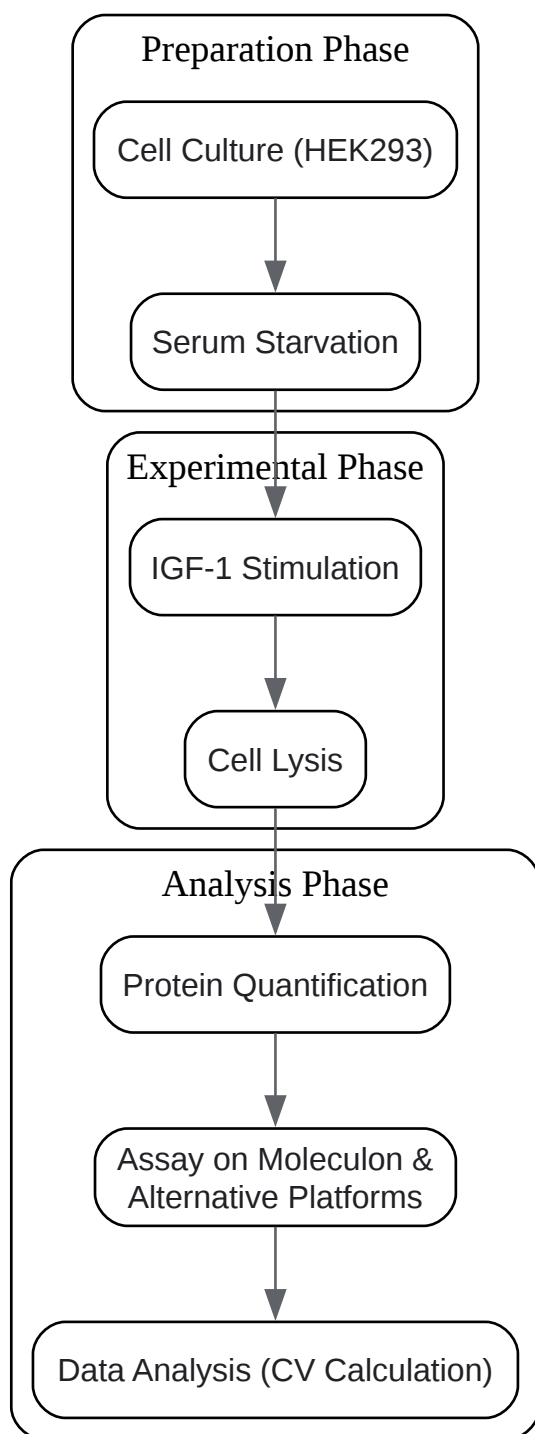 Preparation Phase
Cell Culture (HEK293)
Serum Starvation
Experimental Phase
IGF-1 Stimulation
Cell Lysis
Analysis Phase
Protein Quantification
Assay on Moleculon &
Alternative Platforms
Data Analysis (CV Calculation)